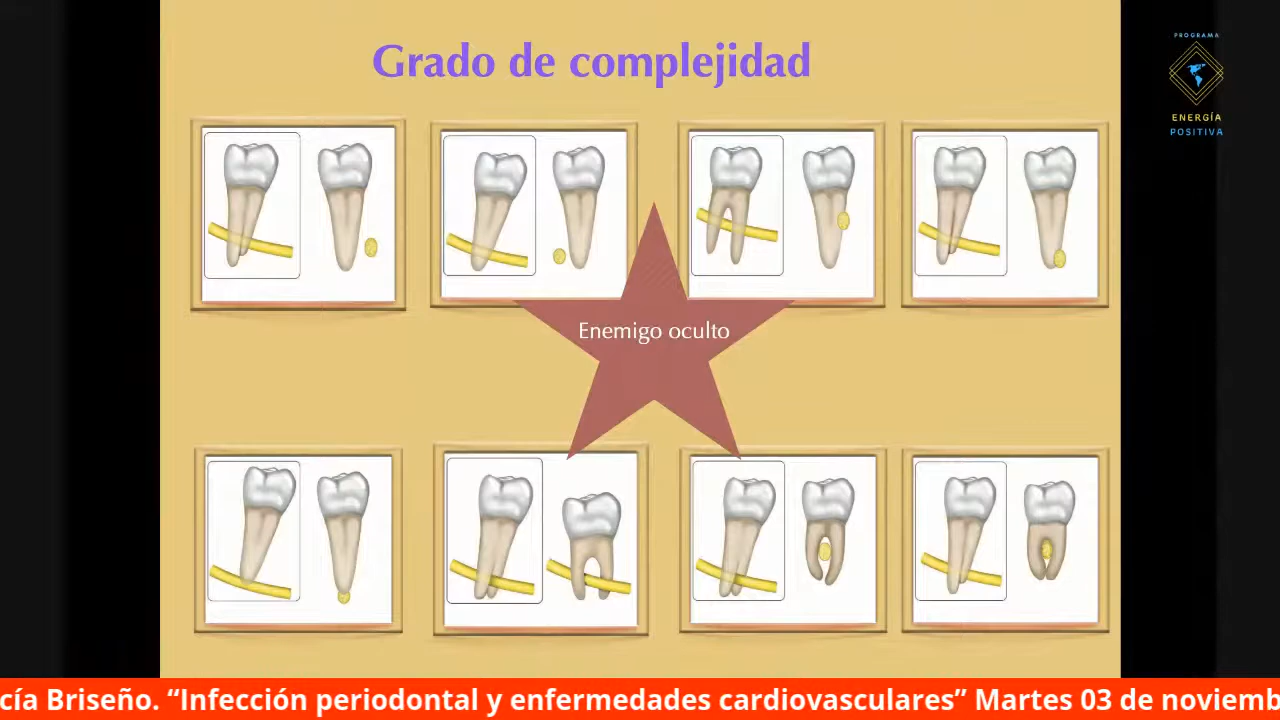 Grado de complejidad
PROGRAMA
ENERGÍA
POSITIVA
Enemigo oculto
cía Briseño. “Infección periodontal y enfermedades cardiovasculares” Martes 03 de noviemb